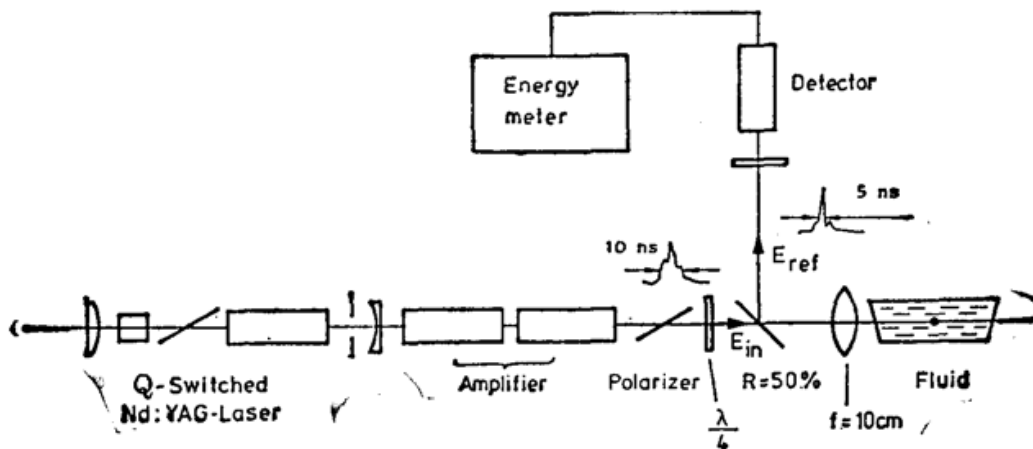 Energy
meter
Detector
5 ns
10 ns
E_ref
E_in
Q-Switched
Nd:YAG-Laser
Amplifier
Polarizer
λ/4
R=50%
f=10cm
Fluid